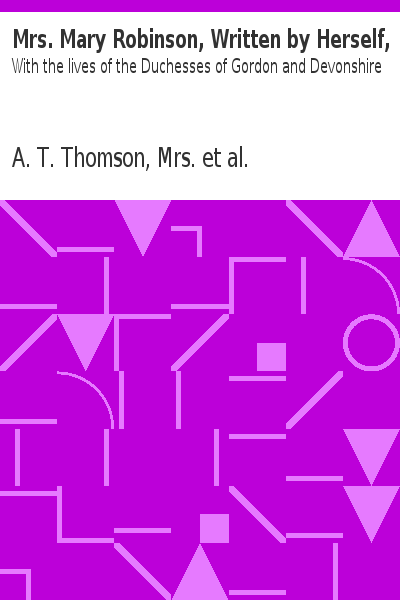 Mrs. Mary Robinson, Written by Herself,
With the lives of the Duchesses of Gordon and Devonshire
A. T. Thomson, Mrs. et al.